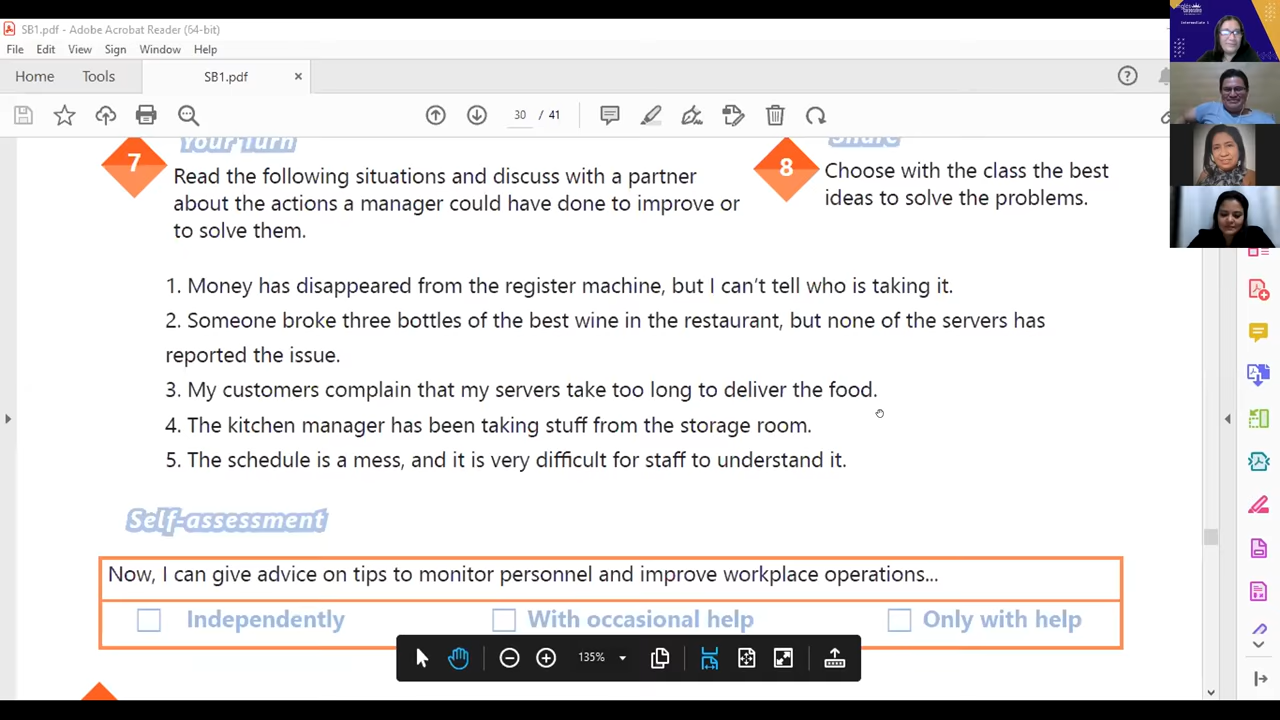 SB1.pdf - Adobe Acrobat Reader (64-bit)
File Edit View Sign Window Help
Home Tools SB1.pdf
30 / 41
7
Your Turn
Read the following situations and discuss with a partner
about the actions a manager could have done to improve or
to solve them.
8
Share
Choose with the class the best
ideas to solve the problems.
1. Money has disappeared from the register machine, but I can't tell who is taking it.
2. Someone broke three bottles of the best wine in the restaurant, but none of the servers has
reported the issue.
3. My customers complain that my servers take too long to deliver the food.
4. The kitchen manager has been taking stuff from the storage room.
5. The schedule is a mess, and it is very difficult for staff to understand it.
Self-assessment
Now, I can give advice on tips to monitor personnel and improve workplace operations...
Independently With occasional help Only with help
135%
Intermediate 1